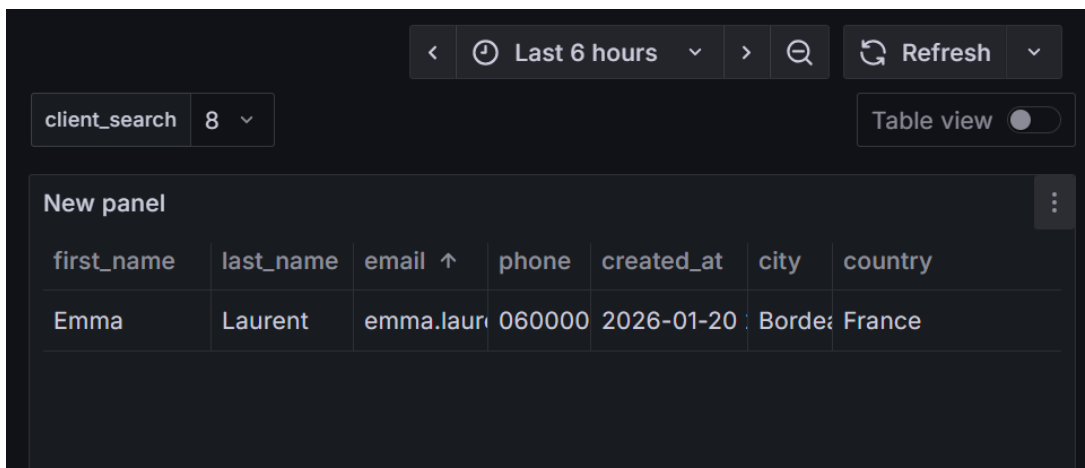 Last 6 hours Refresh
client_search 8 Table view
New panel
first_name last_name email ↑ phone created_at city country
Emma Laurent emma.laur 060000 2026-01-20 Bordea France